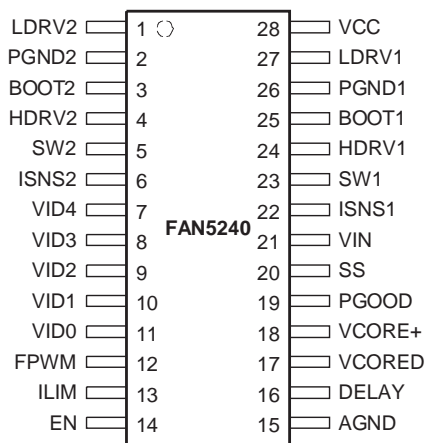 LDRV2 1 28 VCC
PGND2 2 27 LDRV1
BOOT2 3 26 PGND1
HDRV2 4 25 BOOT1
SW2 5 24 HDRV1
ISNS2 6 23 SW1
VID4 7 22 ISNS1
FAN5240
VID3 8 21 VIN
VID2 9 20 SS
VID1 10 19 PGOOD
VID0 11 18 VCORE+
FPWM 12 17 VCORED
ILIM 13 16 DELAY
EN 14 15 AGND